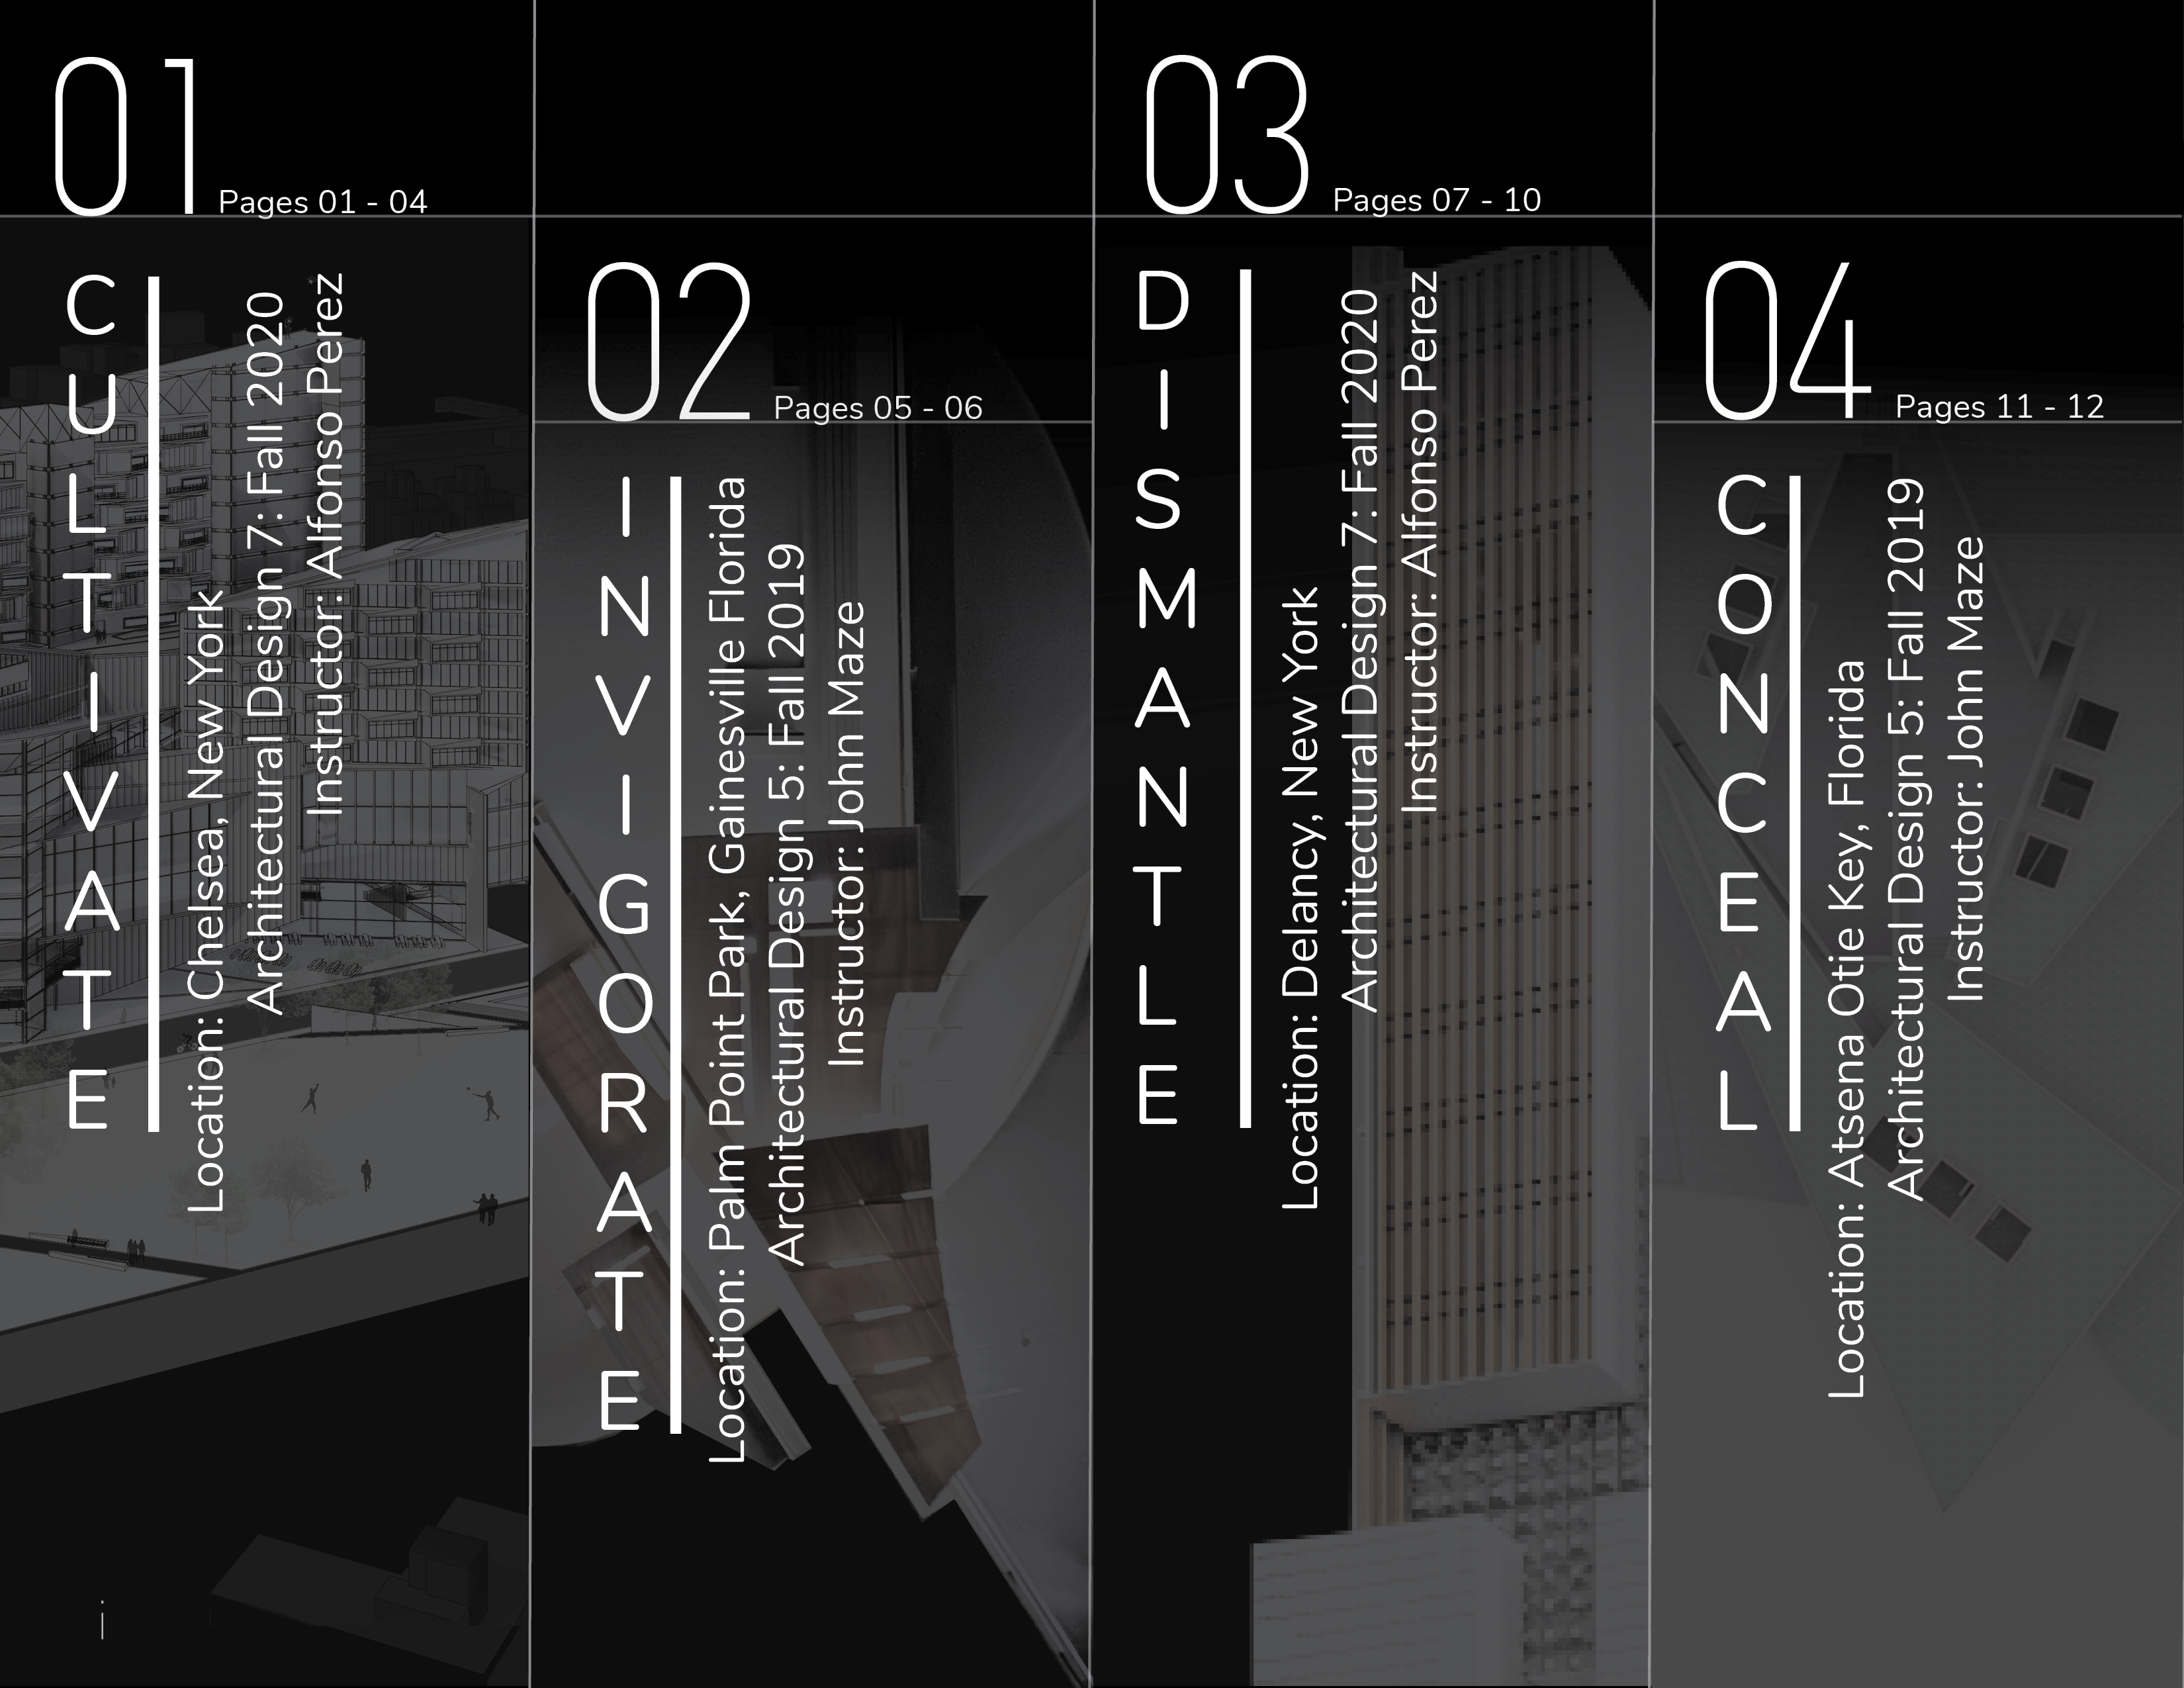 01
Pages 01 - 04
CULTIVATE
Location: Chelsea, New York
Architectural Design 7: Fall 2020
Instructor: Alfonso Perez
02
Pages 05 - 06
INVIGORATE
Location: Palm Point Park, Gainesville Florida
Architectural Design 5: Fall 2019
Instructor: John Maze
03
Pages 07 - 10
DISMANTLE
Location: Delancy, New York
Architectural Design 7: Fall 2020
Instructor: Alfonso Perez
04
Pages 11 - 12
CONCEAL
Location: Atsena Otie Key, Florida
Architectural Design 5: Fall 2019
Instructor: John Maze
i